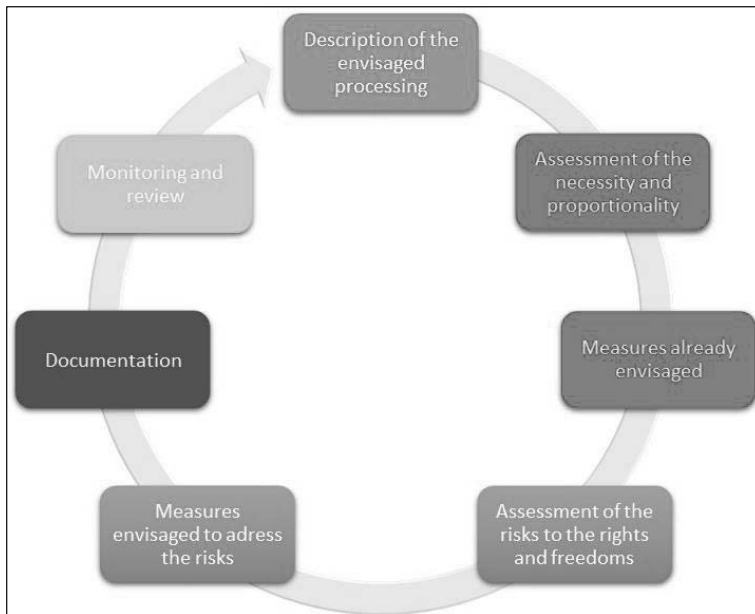 Description of the
envisaged
processing
Assessment of the
necessity and
proportionality
Measures already
envisaged
Assessment of the
risks to the rights
and freedoms
Measures
envisaged to adress
the risks
Documentation
Monitoring and
review